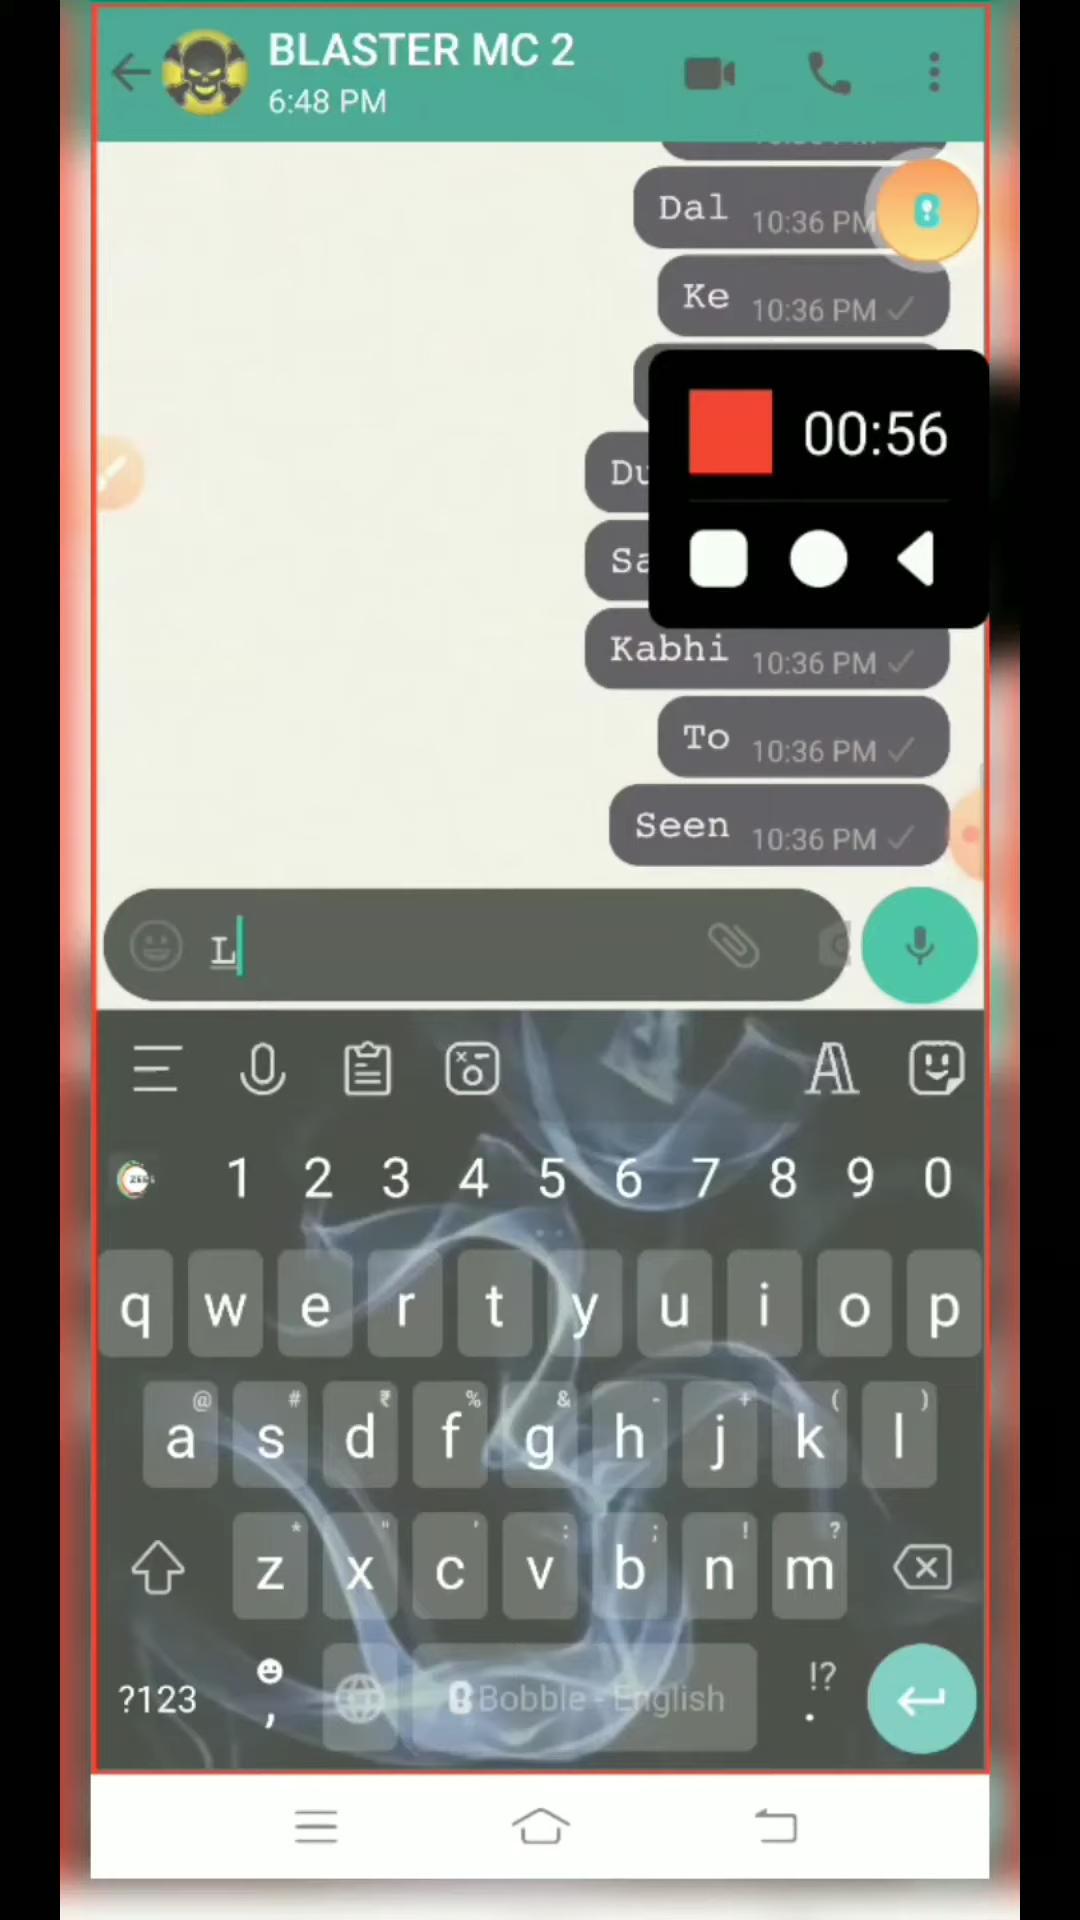 BLASTER MC 2
6:48 PM
Dal 10:36 PM
Ke 10:36 PM
00:56
Kabhi 10:36 PM
To 10:36 PM
Seen 10:36 PM
L
1 2 3 4 5 6 7 8 9 0
q w e r t y u i o p
@ # ₹ % & - + ( )
a s d f g h j k l
* " ' : ; ! ?
z x c v b n m
?123 , Bobble - English !? .